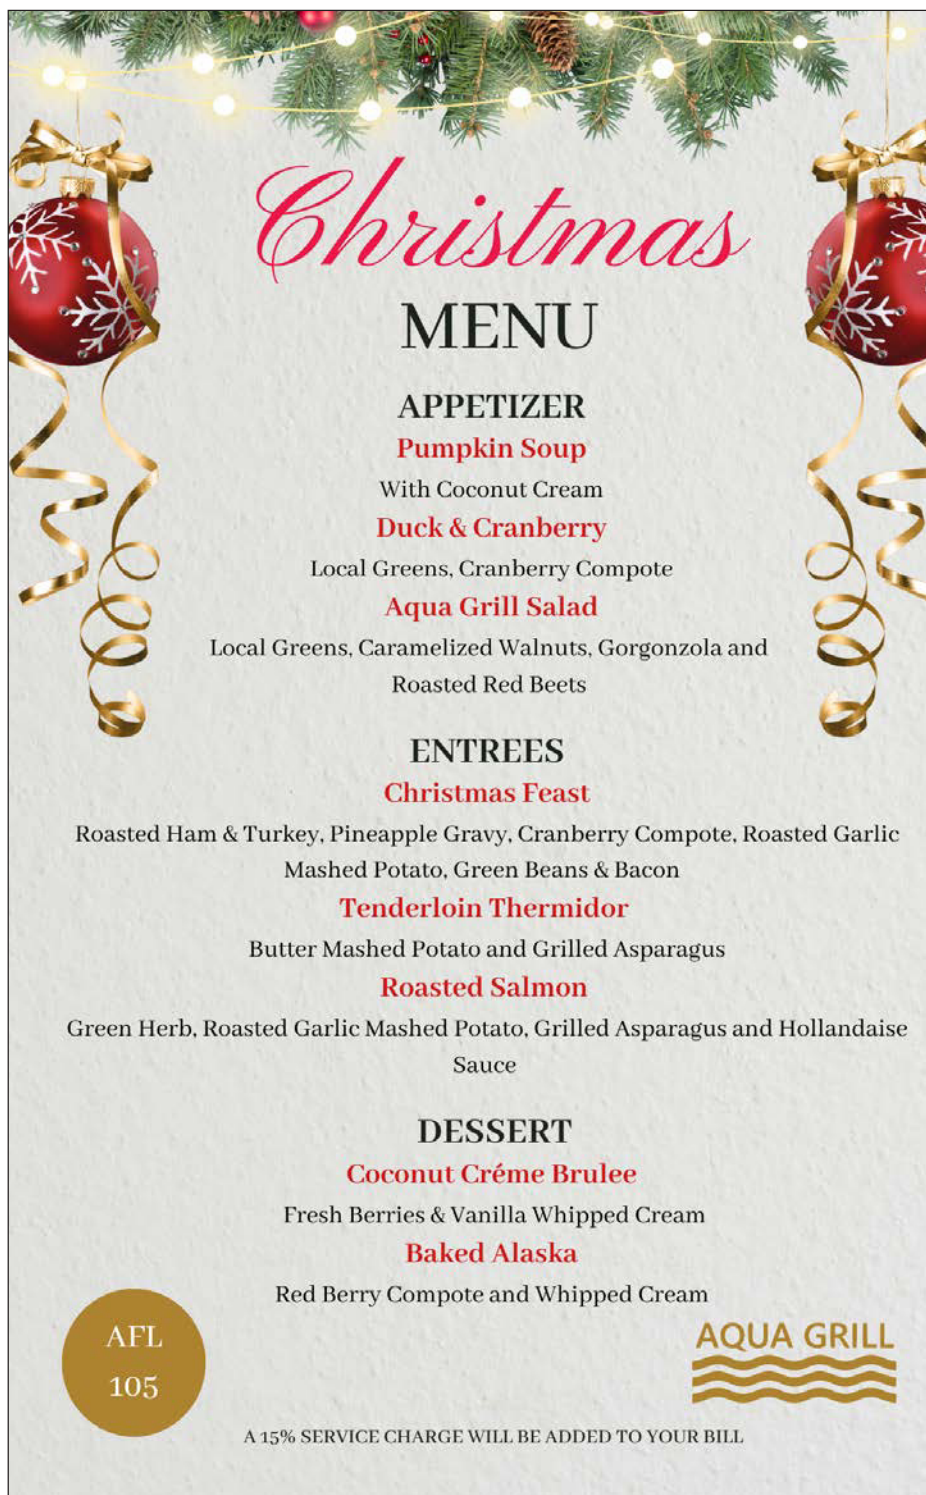 Christmas
MENU
APPETIZER
Pumpkin Soup
With Coconut Cream
Duck & Cranberry
Local Greens, Cranberry Compote
Aqua Grill Salad
Local Greens, Caramelized Walnuts, Gorgonzola and
Roasted Red Beets
ENTREES
Christmas Feast
Roasted Ham & Turkey, Pineapple Gravy, Cranberry Compote, Roasted Garlic
Mashed Potato, Green Beans & Bacon
Tenderloin Thermidor
Butter Mashed Potato and Grilled Asparagus
Roasted Salmon
Green Herb, Roasted Garlic Mashed Potato, Grilled Asparagus and Hollandaise
Sauce
DESSERT
Coconut Créme Brulee
Fresh Berries & Vanilla Whipped Cream
Baked Alaska
Red Berry Compote and Whipped Cream
AFL
105
AQUA GRILL
A 15% SERVICE CHARGE WILL BE ADDED TO YOUR BILL